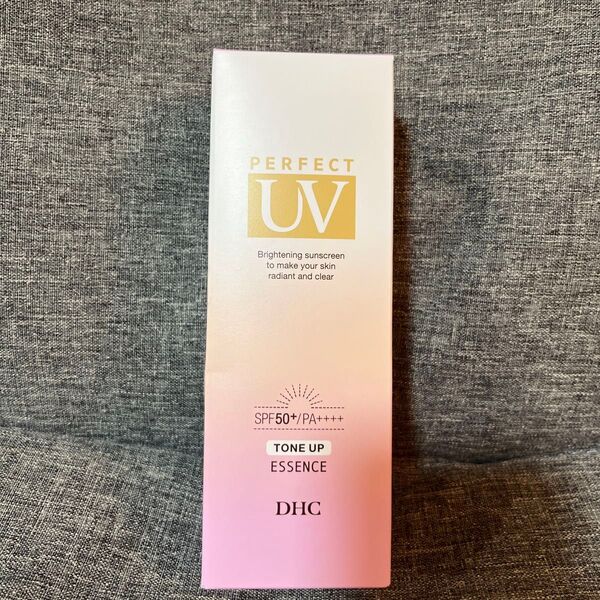 PERFECT
UV
Brightening sunscreen
to make your skin
radiant and clear
SPF50+/PA++++
TONE UP
ESSENCE
DHC